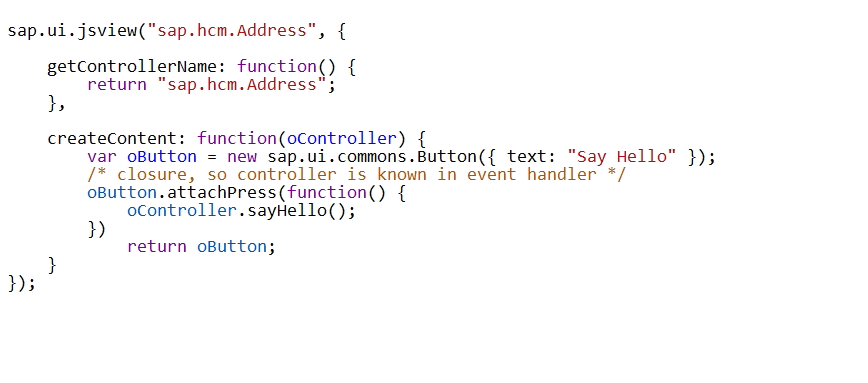 sap.ui.jsview("sap.hcm.Address", {
getControllerName: function() {
return "sap.hcm.Address";
},
createContent: function(oController) {
var oButton = new sap.ui.commons.Button({ text: "Say Hello" });
/* closure, so controller is known in event handler */
oButton.attachPress(function() {
oController.sayHello();
})
return oButton;
}
});